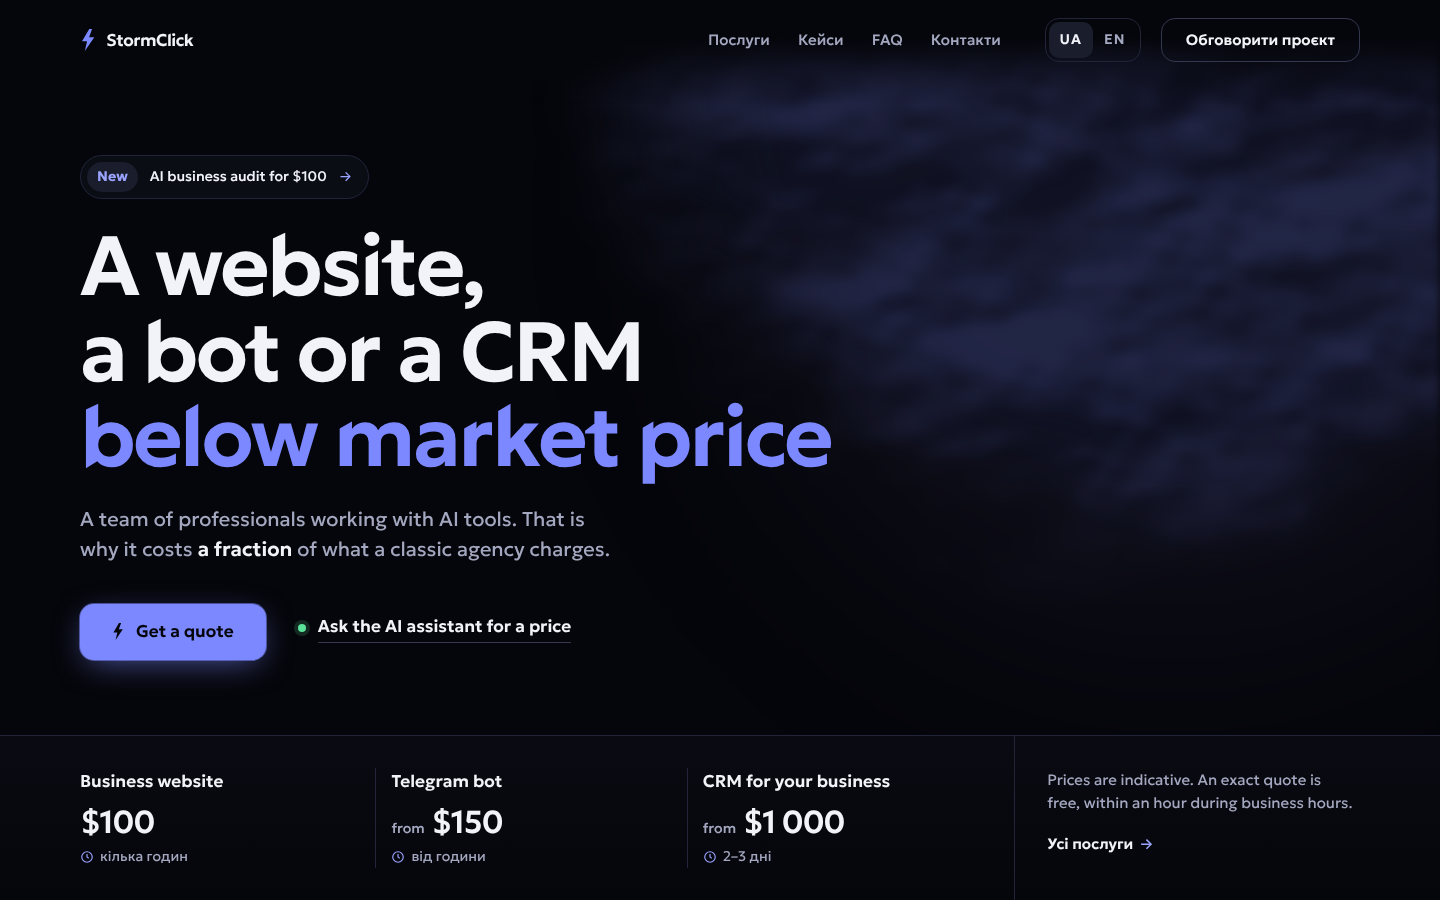 StormClick
Послуги
Кейси
FAQ
Контакти
UA
EN
Обговорити проєкт
New
AI business audit for $100 →
A website,
a bot or a CRM
below market price
A team of professionals working with AI tools. That is
why it costs a fraction of what a classic agency charges.
Get a quote
Ask the AI assistant for a price
Business website
$100
кілька годин
Telegram bot
from $150
від години
CRM for your business
from $1 000
2–3 дні
Prices are indicative. An exact quote is
free, within an hour during business hours.
Усі послуги →